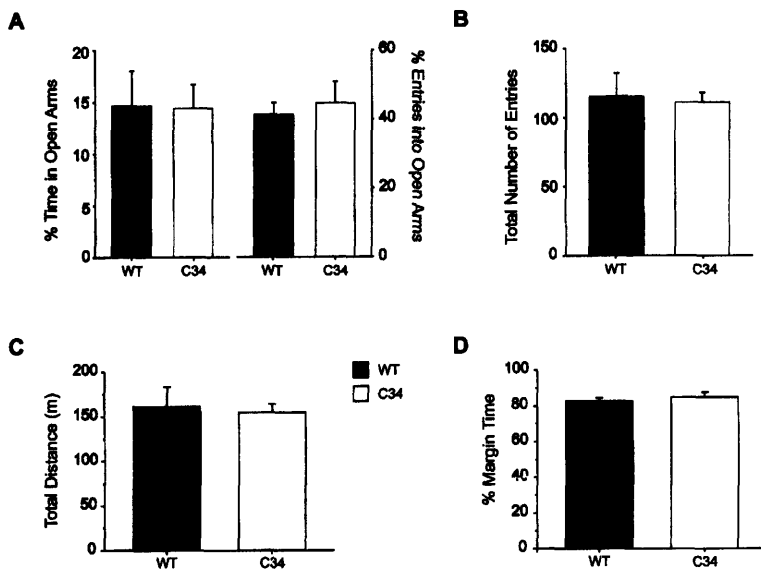 A
% Time in Open Arms
20
15
10
5
0
WT
C34
WT
C34
60
40
20
0
% Entries into Open Arms
B
Total Number of Entries
150
100
50
0
WT
C34
C
Total Distance (m)
200
150
100
50
0
WT
C34
WT
C34
D
% Margin Time
100
80
60
40
20
0
WT
C34